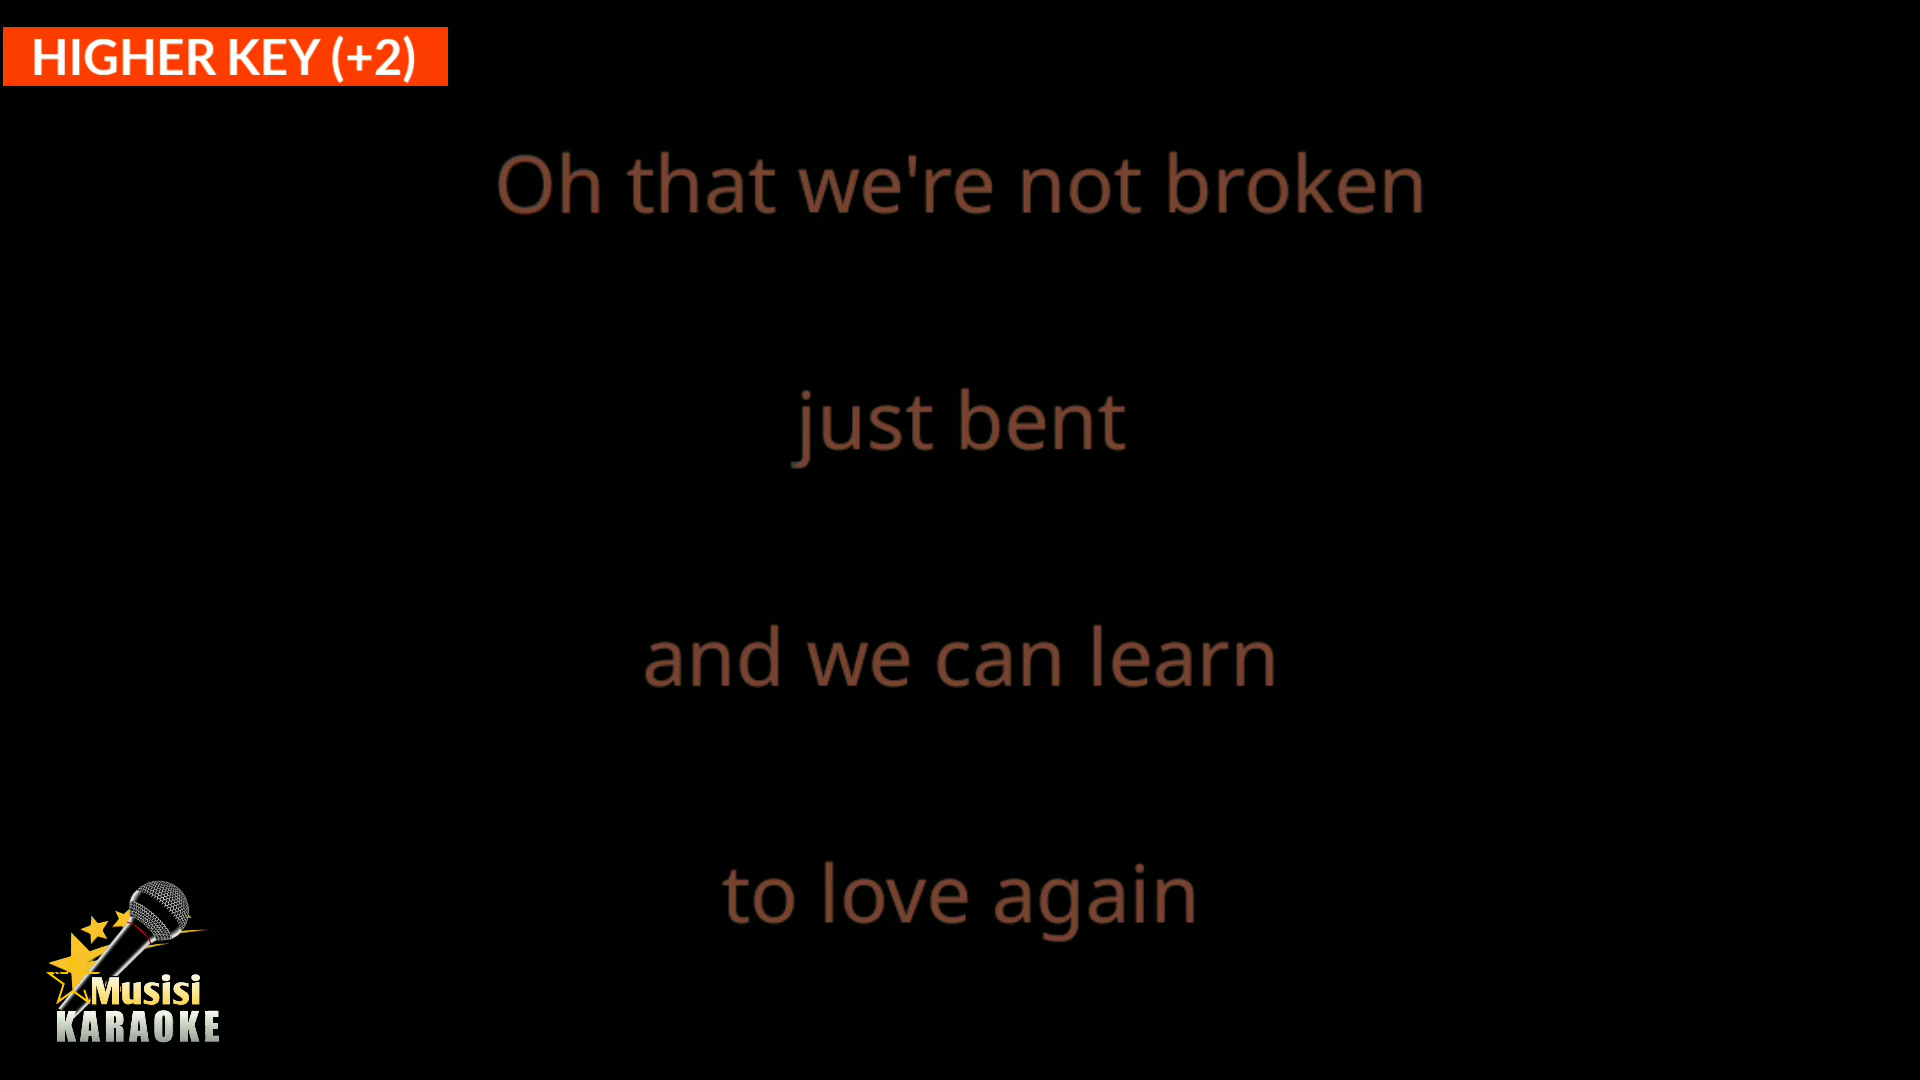 HIGHER KEY (+2)
Oh that we're not broken
just bent
and we can learn
to love again
Musisi
KARAOKE